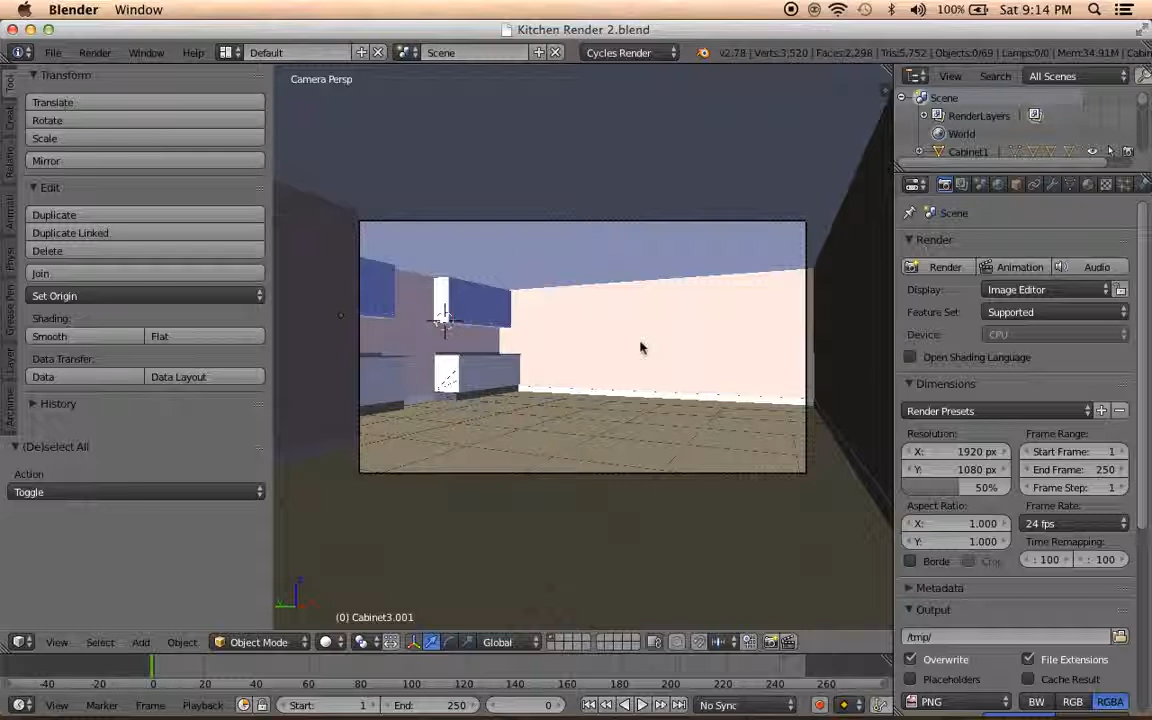 Blender Window 100% Sat 9:14 PM
Kitchen Render 2.blend
File Render Window Help Default Scene Cycles Render v2.78 | Verts:3,520 | Faces:2,298 | Tris:5,752 | Objects:0/69 | Lamps:0/0 | Mem:34.91M |
Transform
Translate
Rotate
Scale
Mirror
Edit
Duplicate
Duplicate Linked
Delete
Join
Set Origin
Shading:
Smooth Flat
Data Transfer:
Data Data Layout
History
(De)select All
Action
Toggle
Camera Persp
(0) Cabinet3.001
View Select Add Object Object Mode Global
-40 -20 0 20 40 60 80 100 120 140 160 180 200 220 240 260
View Marker Frame Playback Start: 1 End: 250 0 No Sync
View Search All Scenes
Scene
RenderLayers
World
Cabinet1
Scene
Render
Render Animation Audio
Display: Image Editor
Feature Set: Supported
Device: CPU
Open Shading Language
Dimensions
Render Presets
Resolution: Frame Range:
X: 1920 px Start Frame: 1
Y: 1080 px End Frame: 250
50% Frame Step: 1
Aspect Ratio: Frame Rate:
X: 1.000 24 fps
Y: 1.000 Time Remapping:
Borde Crop : 100 : 100
Metadata
Output
/tmp/
Overwrite File Extensions
Placeholders Cache Result
PNG BW RGB RGBA